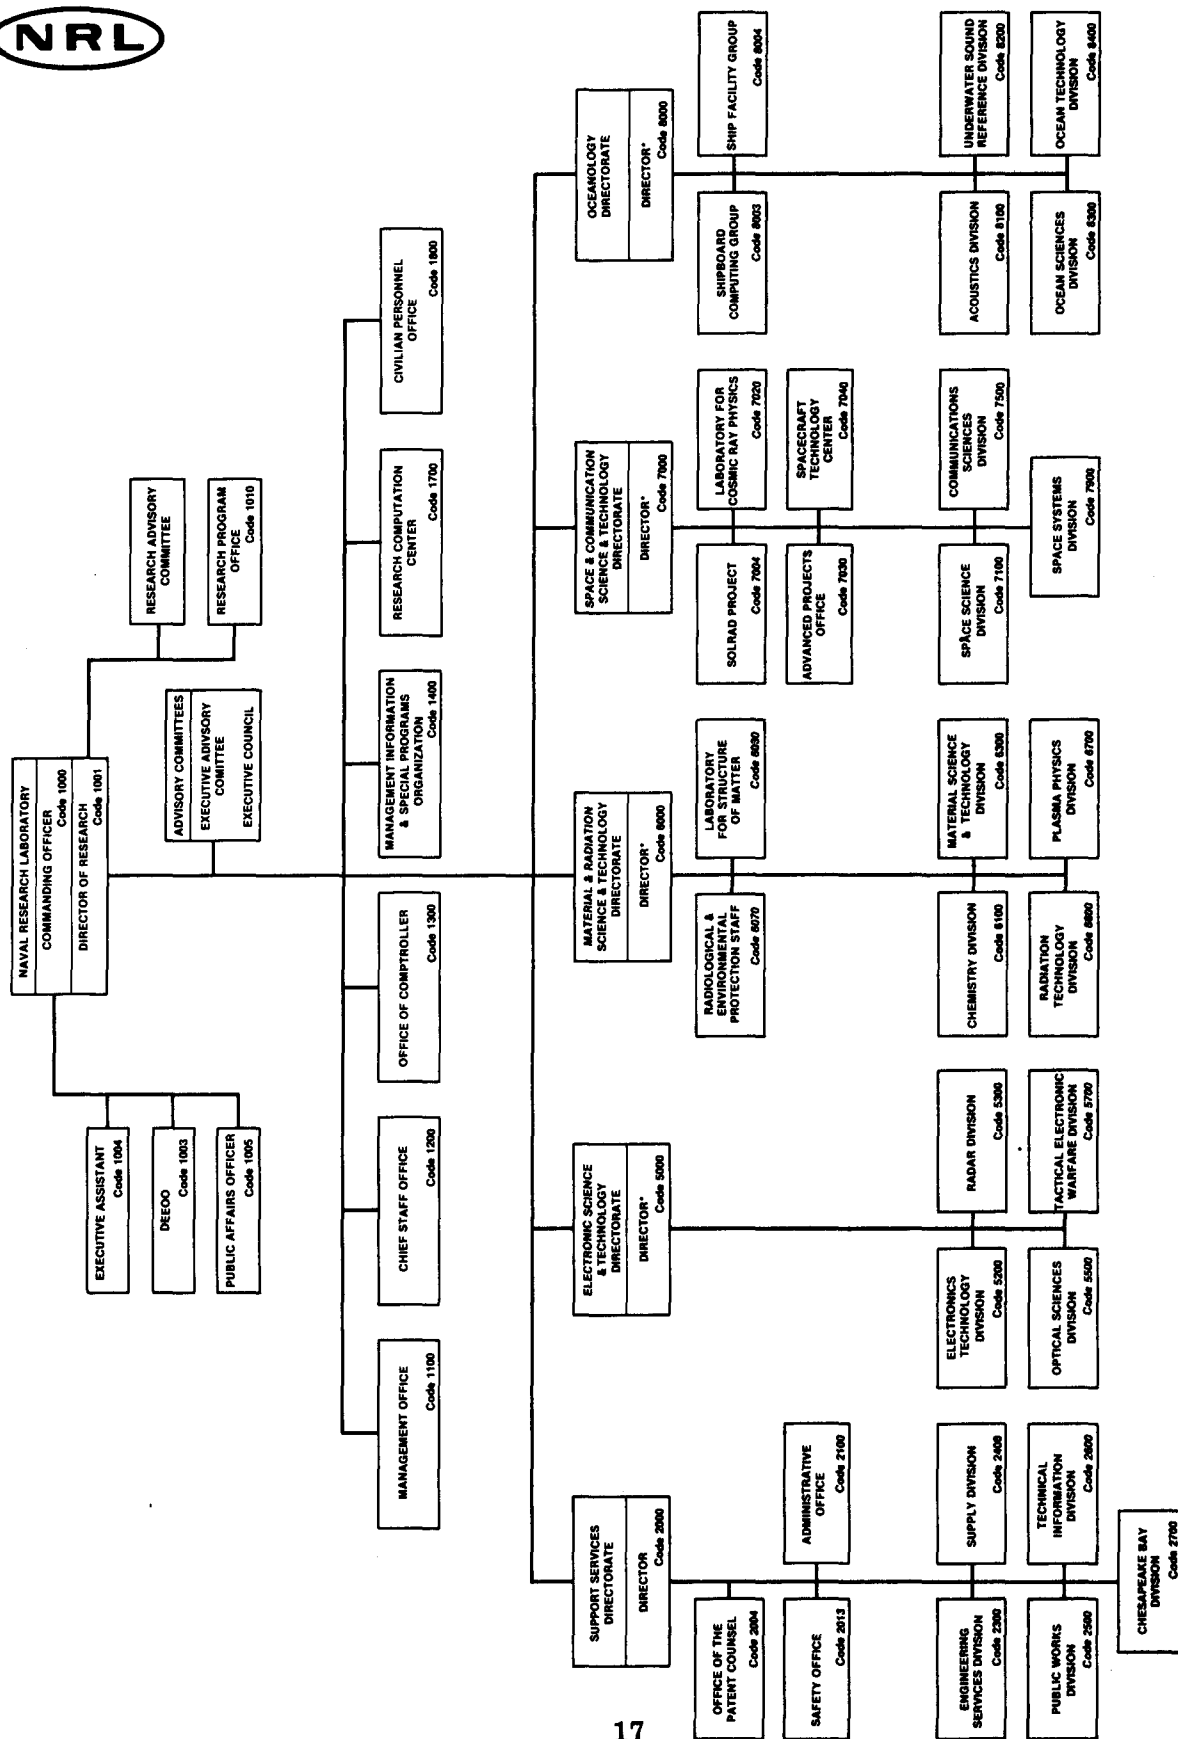 NRL
NAVAL RESEARCH LABORATORY
COMMANDING OFFICER
Code 1000
DIRECTOR OF RESEARCH
Code 1001
EXECUTIVE ASSISTANT
Code 1004
DEEOO
Code 1003
PUBLIC AFFAIRS OFFICER
Code 1005
ADVISORY COMMITTEES
EXECUTIVE ADIVSORY
COMITTEE
EXECUTIVE COUNCIL
RESEARCH ADVISORY
COMMITTEE
RESEARCH PROGRAM
OFFICE
Code 1010
MANAGEMENT OFFICE
Code 1100
CHIEF STAFF OFFICE
Code 1200
OFFICE OF COMPTROLLER
Code 1300
MANAGEMENT INFORMATION
& SPECIAL PROGRAMS
ORGANIZATION
Code 1400
RESEARCH COMPUTATION
CENTER
Code 1700
CIVILIAN PERSONNEL
OFFICE
Code 1800
SUPPORT SERVICES
DIRECTORATE
DIRECTOR
Code 2000
OFFICE OF THE
PATENT COUNSEL
Code 2004
SAFETY OFFICE
Code 2013
ADMINISTRATIVE
OFFICE
Code 2100
ENGINEERING
SERVICES DIVISION
Code 2300
SUPPLY DIVISION
Code 2400
PUBLIC WORKS
DIVISION
Code 2500
TECHNICAL
INFORMATION
DIVISION
Code 2600
CHESAPEAKE BAY
DIVISION
Code 2700
ELECTRONIC SCIENCE
& TECHNOLOGY
DIRECTORATE
DIRECTOR*
Code 5000
ELECTRONICS
TECHNOLOGY
DIVISION
Code 5200
RADAR DIVISION
Code 5300
OPTICAL SCIENCES
DIVISION
Code 5500
TACTICAL ELECTRONIC
WARFARE DIVISION
Code 5700
MATERIAL & RADIATION
SCIENCE & TECHNOLOGY
DIRECTORATE
DIRECTOR*
Code 6000
RADIOLOGICAL &
ENVIRONMENTAL
PROTECTION STAFF
Code 6070
LABORATORY
FOR STRUCTURE
OF MATTER
Code 6030
CHEMISTRY DIVISION
Code 6100
MATERIAL SCIENCE
& TECHNOLOGY
DIVISION
Code 6300
RADIATION
TECHNOLOGY
DIVISION
Code 6600
PLASMA PHYSICS
DIVISION
Code 6700
SPACE & COMMUNICATION
SCIENCE & TECHNOLOGY
DIRECTORATE
DIRECTOR*
Code 7000
SOLRAD PROJECT
Code 7004
LABORATORY FOR
COSMIC RAY PHYSICS
Code 7020
ADVANCED PROJECTS
OFFICE
Code 7030
SPACECRAFT
TECHNOLOGY
CENTER
Code 7040
SPACE SCIENCE
DIVISION
Code 7100
COMMUNICATIONS
SCIENCES
DIVISION
Code 7500
SPACE SYSTEMS
DIVISION
Code 7900
OCEANOLOGY
DIRECTORATE
DIRECTOR*
Code 8000
SHIPBOARD
COMPUTING GROUP
Code 8003
SHIP FACILITY GROUP
Code 8004
ACOUSTICS DIVISION
Code 8100
UNDERWATER SOUND
REFERENCE DIVISION
Code 8200
OCEAN SCIENCES
DIVISION
Code 8300
OCEAN TECHNOLOGY
DIVISION
Code 8400
17